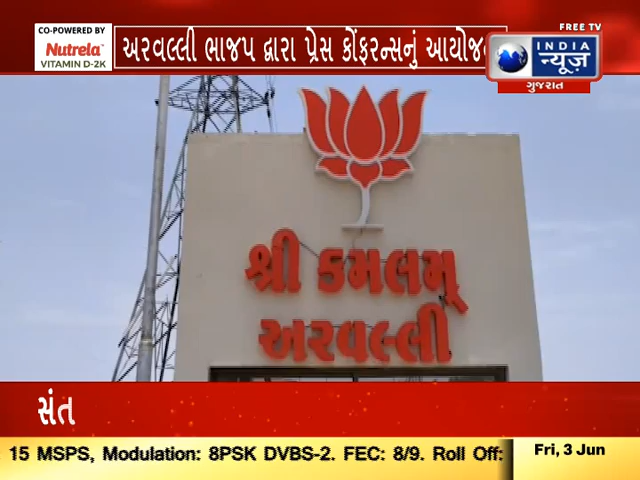 CO-POWERED BY
Nutrela
VITAMIN D-2K
અરવલ્લી ભાજપ દ્વારા પ્રેસ કોંફરન્સનું આયોજન
FREE TV
INDIA
ન્યૂઝ
ગુજરાત
શ્રી કમલમ્
અરવલ્લી
સંત
15 MSPS, Modulation: 8PSK DVBS-2. FEC: 8/9. Roll Off:
Fri, 3 Jun